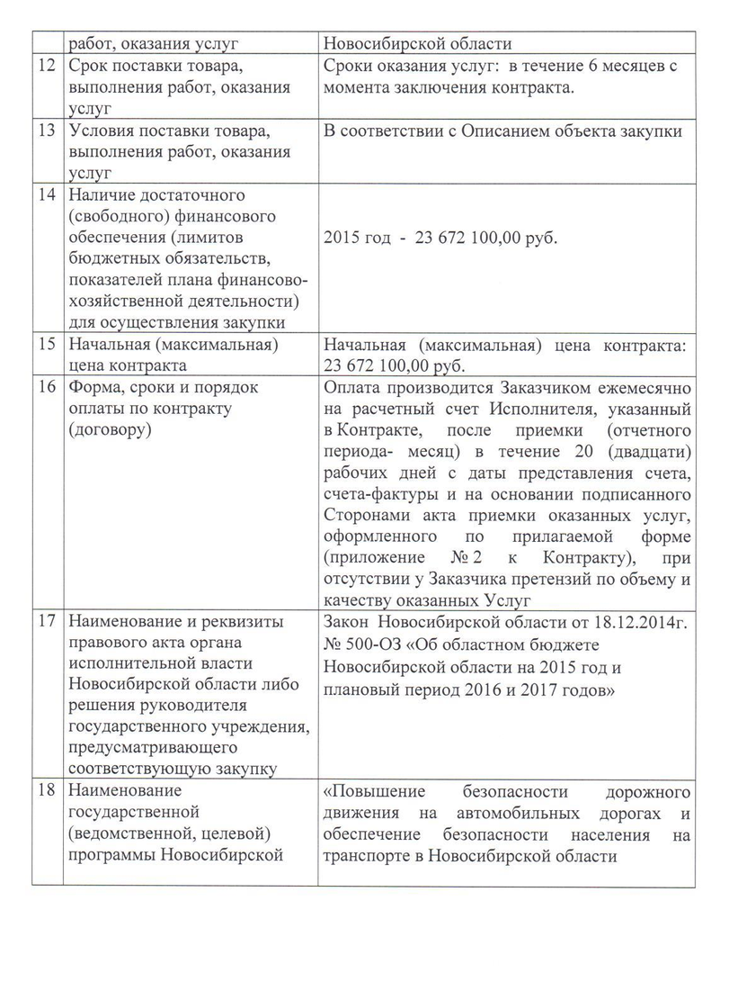 работ, оказания услуг
Новосибирской области
12
Срок поставки товара,
выполнения работ, оказания
услуг
Сроки оказания услуг: в течение 6 месяцев с
момента заключения контракта.
13
Условия поставки товара,
выполнения работ, оказания
услуг
В соответствии с Описанием объекта закупки
14
Наличие достаточного
(свободного) финансового
обеспечения (лимитов
бюджетных обязательств,
показателей плана финансово-
хозяйственной деятельности)
для осуществления закупки
2015 год - 23 672 100,00 руб.
15
Начальная (максимальная)
цена контракта
Начальная (максимальная) цена контракта:
23 672 100,00 руб.
16
Форма, сроки и порядок
оплаты по контракту
(договору)
Оплата производится Заказчиком ежемесячно
на расчетный счет Исполнителя, указанный
в Контракте, после приемки (отчетного
периода- месяц) в течение 20 (двадцати)
рабочих дней с даты представления счета,
счета-фактуры и на основании подписанного
Сторонами акта приемки оказанных услуг,
оформленного по прилагаемой форме
(приложение № 2 к Контракту), при
отсутствии у Заказчика претензий по объему и
качеству оказанных Услуг
17
Наименование и реквизиты
правового акта органа
исполнительной власти
Новосибирской области либо
решения руководителя
государственного учреждения,
предусматривающего
соответствующую закупку
Закон Новосибирской области от 18.12.2014г.
№ 500-ОЗ «Об областном бюджете
Новосибирской области на 2015 год и
плановый период 2016 и 2017 годов»
18
Наименование
государственной
(ведомственной, целевой)
программы Новосибирской
«Повышение безопасности дорожного
движения на автомобильных дорогах и
обеспечение безопасности населения на
транспорте в Новосибирской области